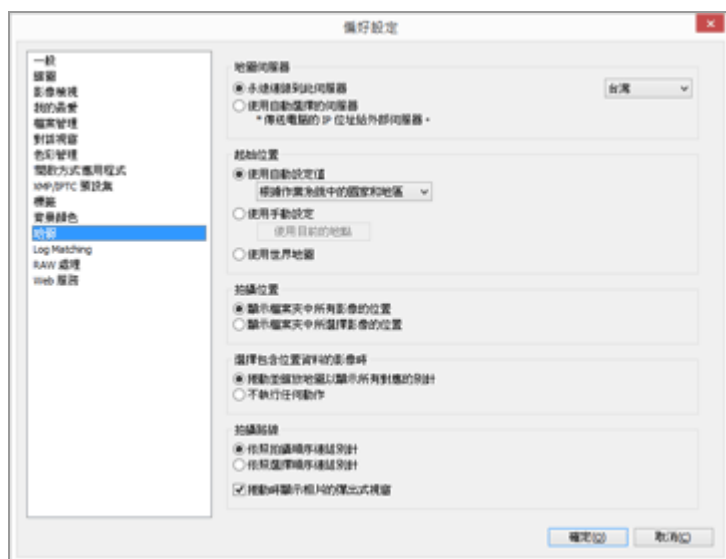 偏好設定
一般
縮圖
影像檢視
我的最愛
檔案管理
對話視窗
色彩管理
開啟方式應用程式
XMP/IPTC 預設集
標籤
背景顏色
地圖
Log Matching
RAW 處理
Web 服務
地圖伺服器
永遠連線到此伺服器
台灣
使用自動選擇的伺服器
* 傳送電腦的 IP 位址給外部伺服器。
起始位置
使用自動設定值
根據作業系統中的國家和地區
使用手動設定
使用目前的地點
使用世界地圖
拍攝位置
顯示檔案夾中所有影像的位置
顯示檔案夾中所選擇影像的位置
選擇包含位置資料的影像時
捲動並縮放地圖以顯示所有對應的別針
不執行任何動作
拍攝路線
依照拍攝順序連結別針
依照選擇順序連結別針
捲動時顯示相片的彈出式視窗
確定(O)
取消(C)